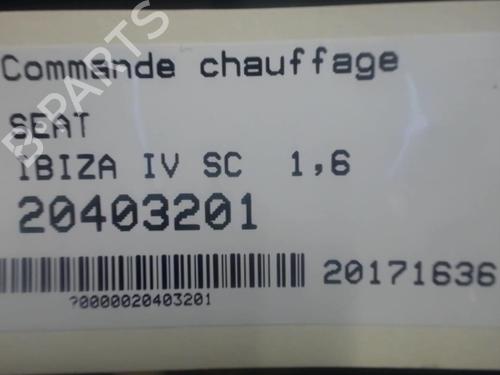 Commande chauffage
SEAT
IBIZA IV SC 1,6
20403201
20171636
?0000020403201
B-PARTS